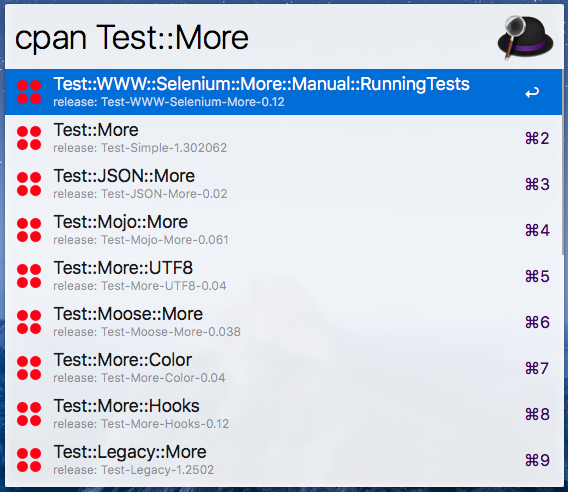 cpan Test::More
Test::WWW::Selenium::More::Manual::RunningTests
release: Test-WWW-Selenium-More-0.12
↩
Test::More
release: Test-Simple-1.302062
⌘2
Test::JSON::More
release: Test-JSON-More-0.02
⌘3
Test::Mojo::More
release: Test-Mojo-More-0.061
⌘4
Test::More::UTF8
release: Test-More-UTF8-0.04
⌘5
Test::Moose::More
release: Test-Moose-More-0.038
⌘6
Test::More::Color
release: Test-More-Color-0.04
⌘7
Test::More::Hooks
release: Test-More-Hooks-0.12
⌘8
Test::Legacy::More
release: Test-Legacy-1.2502
⌘9